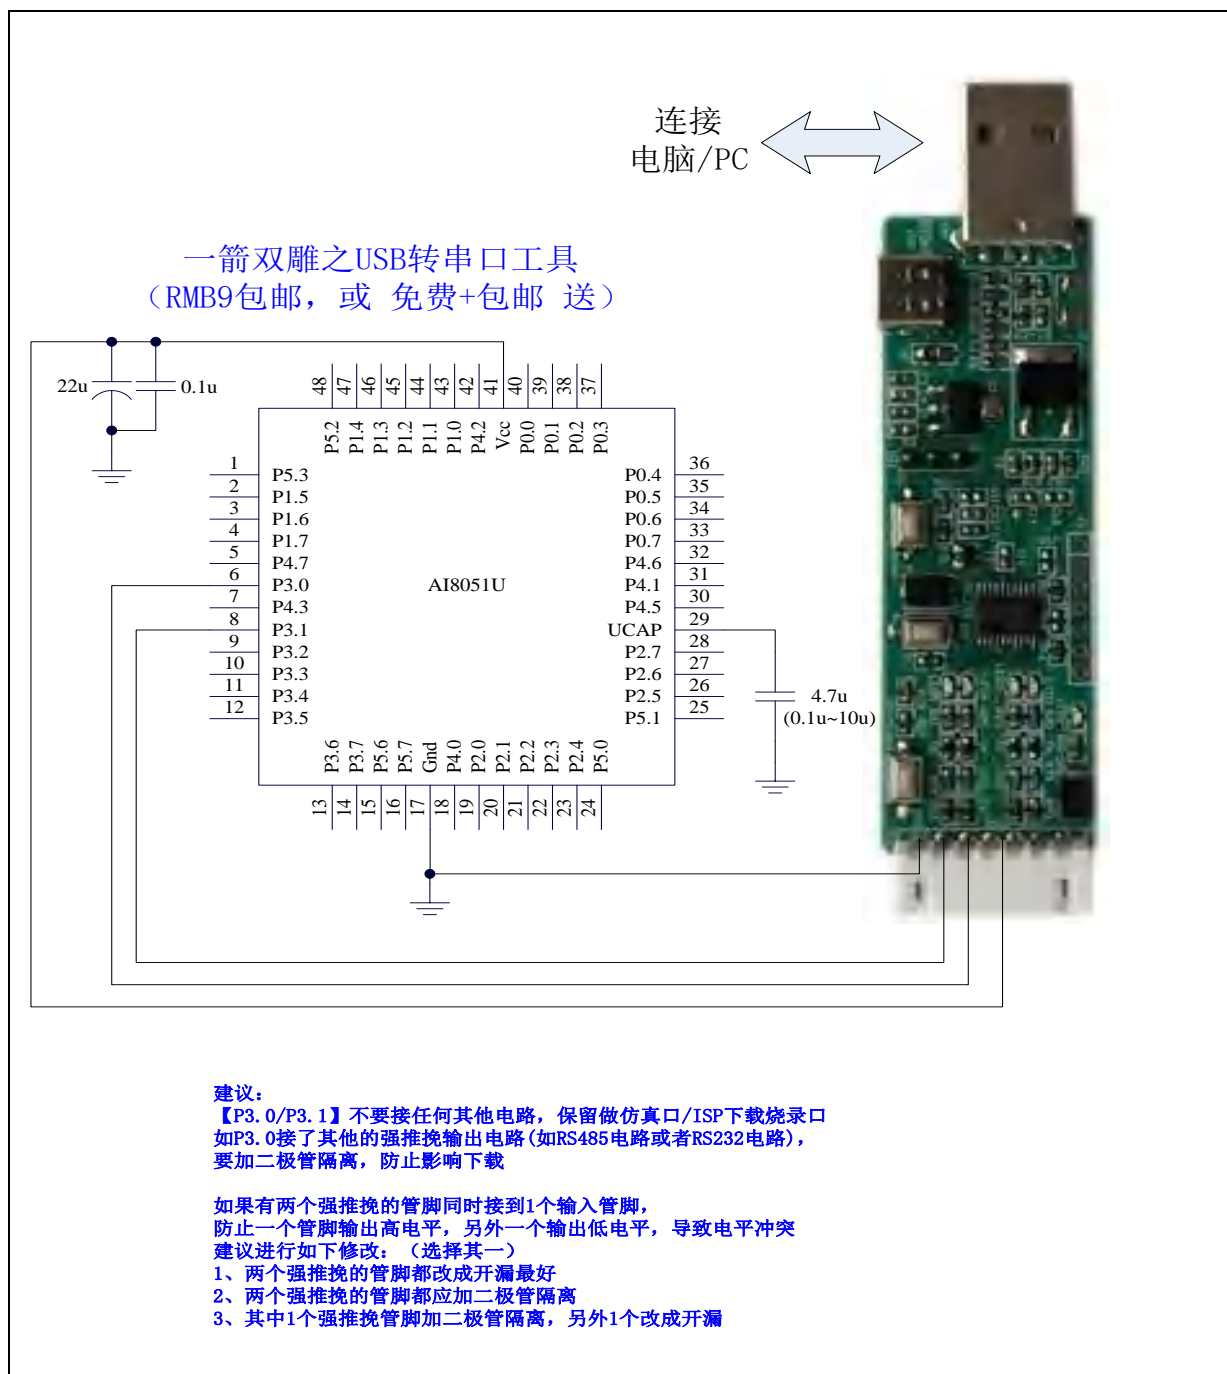 连接
电脑/PC
一箭双雕之USB转串口工具
（RMB9包邮，或 免费+包邮 送）
22u
0.1u
48
47
46
45
44
43
42
41
40
39
38
37
P5.2
P1.4
P1.3
P1.2
P1.1
P1.0
P4.2
Vcc
P0.0
P0.1
P0.2
P0.3
1 P5.3
2 P1.5
3 P1.6
4 P1.7
5 P4.7
6 P3.0
7 P4.3
8 P3.1
9 P3.2
10 P3.3
11 P3.4
12 P3.5
AI8051U
P0.4 36
P0.5 35
P0.6 34
P0.7 33
P4.6 32
P4.1 31
P4.5 30
UCAP 29
P2.7 28
P2.6 27
P2.5 26
P5.1 25
4.7u
(0.1u~10u)
P3.6
P3.7
P5.6
P5.7
Gnd
P4.0
P2.0
P2.1
P2.2
P2.3
P2.4
P5.0
13
14
15
16
17
18
19
20
21
22
23
24
建议：
【P3.0/P3.1】不要接任何其他电路，保留做仿真口/ISP下载烧录口
如P3.0接了其他的强推挽输出电路(如RS485电路或者RS232电路)，
要加二极管隔离，防止影响下载
如果有两个强推挽的管脚同时接到1个输入管脚，
防止一个管脚输出高电平，另外一个输出低电平，导致电平冲突
建议进行如下修改：（选择其一）
1、两个强推挽的管脚都改成开漏最好
2、两个强推挽的管脚都应加二极管隔离
3、其中1个强推挽管脚加二极管隔离，另外1个改成开漏